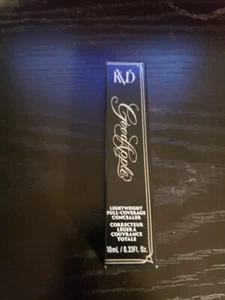 KVD
Good Apple
LIGHTWEIGHT
FULL-COVERAGE
CONCEALER
CORRECTEUR
LÉGER À
COUVRANCE
TOTALE
10mL / 0.33Fl. Oz.